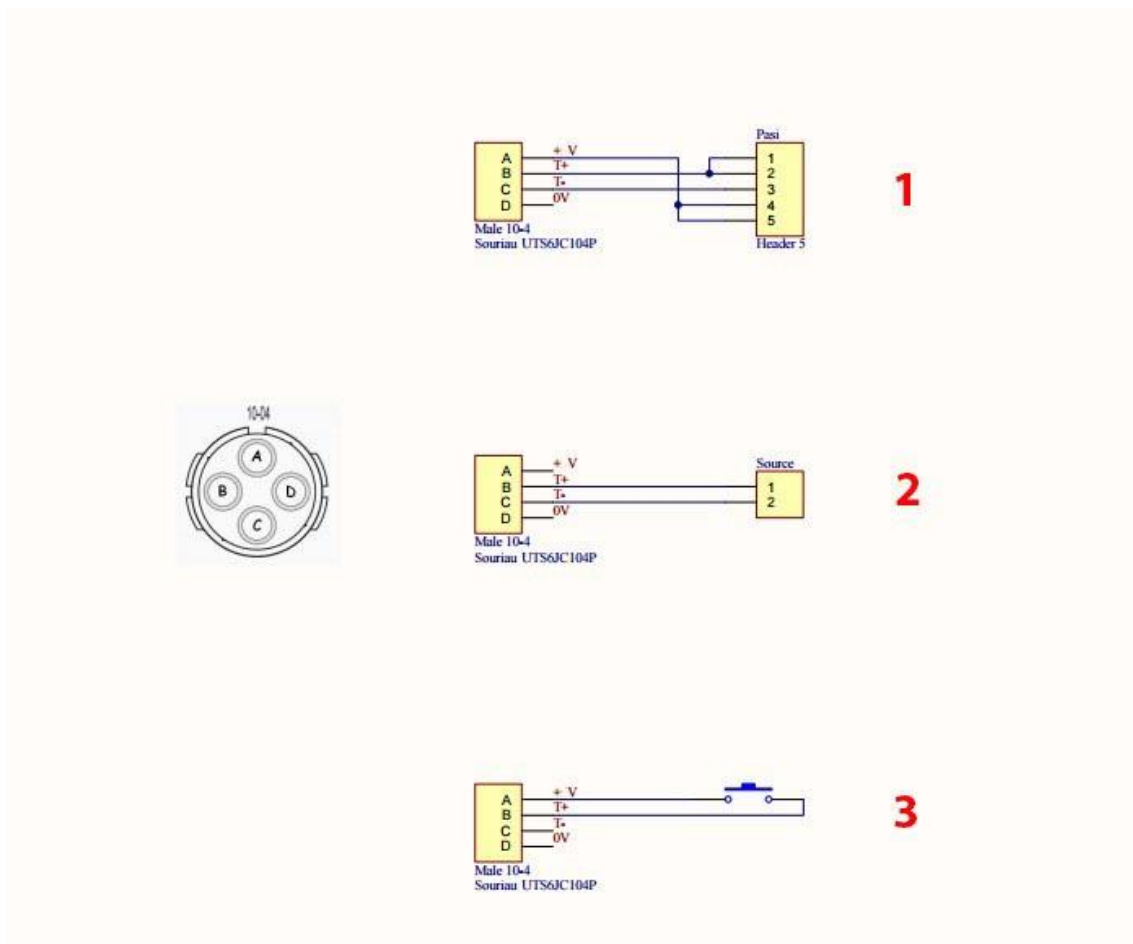 Pasi
A + V 1
B T+ 2
C T- 3
D 0V 4
5
Male 10-4
Souriau UTS6JC104P
Header 5
1
10-04
A
B
D
C
Source
A + V
B T+ 1
C T- 2
D 0V
Male 10-4
Souriau UTS6JC104P
2
A + V
B T+
C T-
D 0V
Male 10-4
Souriau UTS6JC104P
3